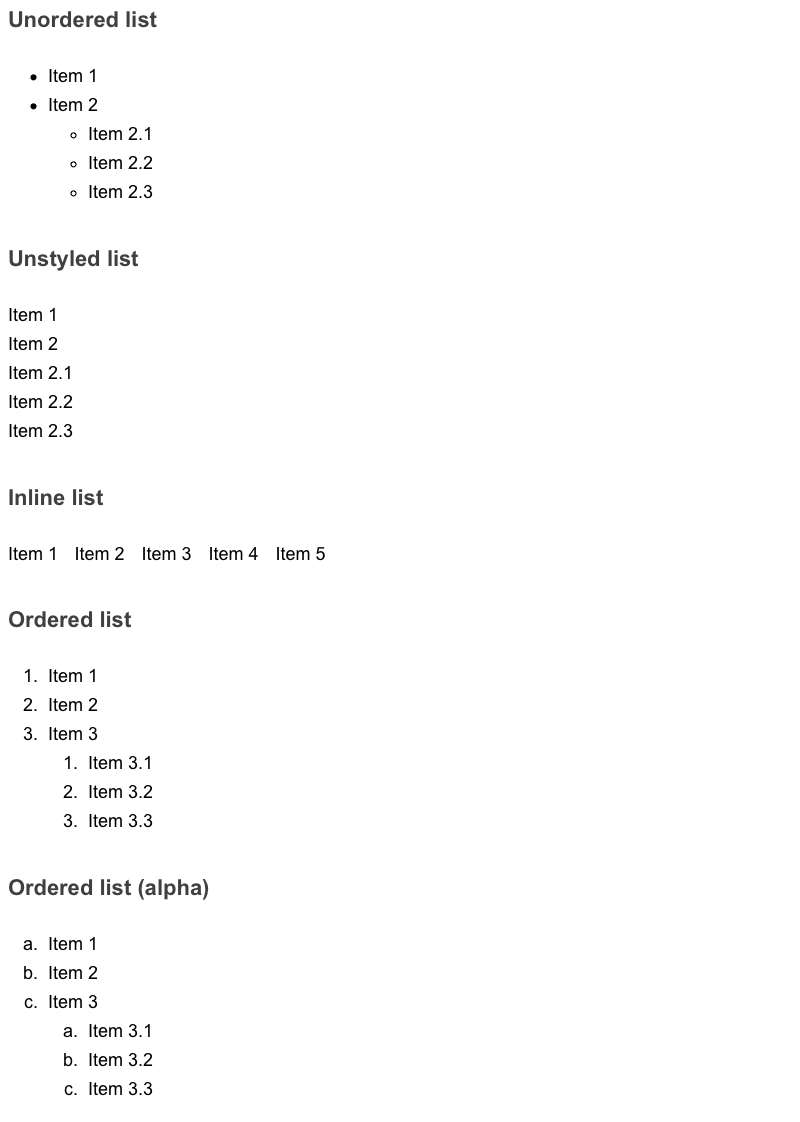 Unordered list
• Item 1
• Item 2
◦ Item 2.1
◦ Item 2.2
◦ Item 2.3
Unstyled list
Item 1
Item 2
Item 2.1
Item 2.2
Item 2.3
Inline list
Item 1 Item 2 Item 3 Item 4 Item 5
Ordered list
1. Item 1
2. Item 2
3. Item 3
1. Item 3.1
2. Item 3.2
3. Item 3.3
Ordered list (alpha)
a. Item 1
b. Item 2
c. Item 3
a. Item 3.1
b. Item 3.2
c. Item 3.3